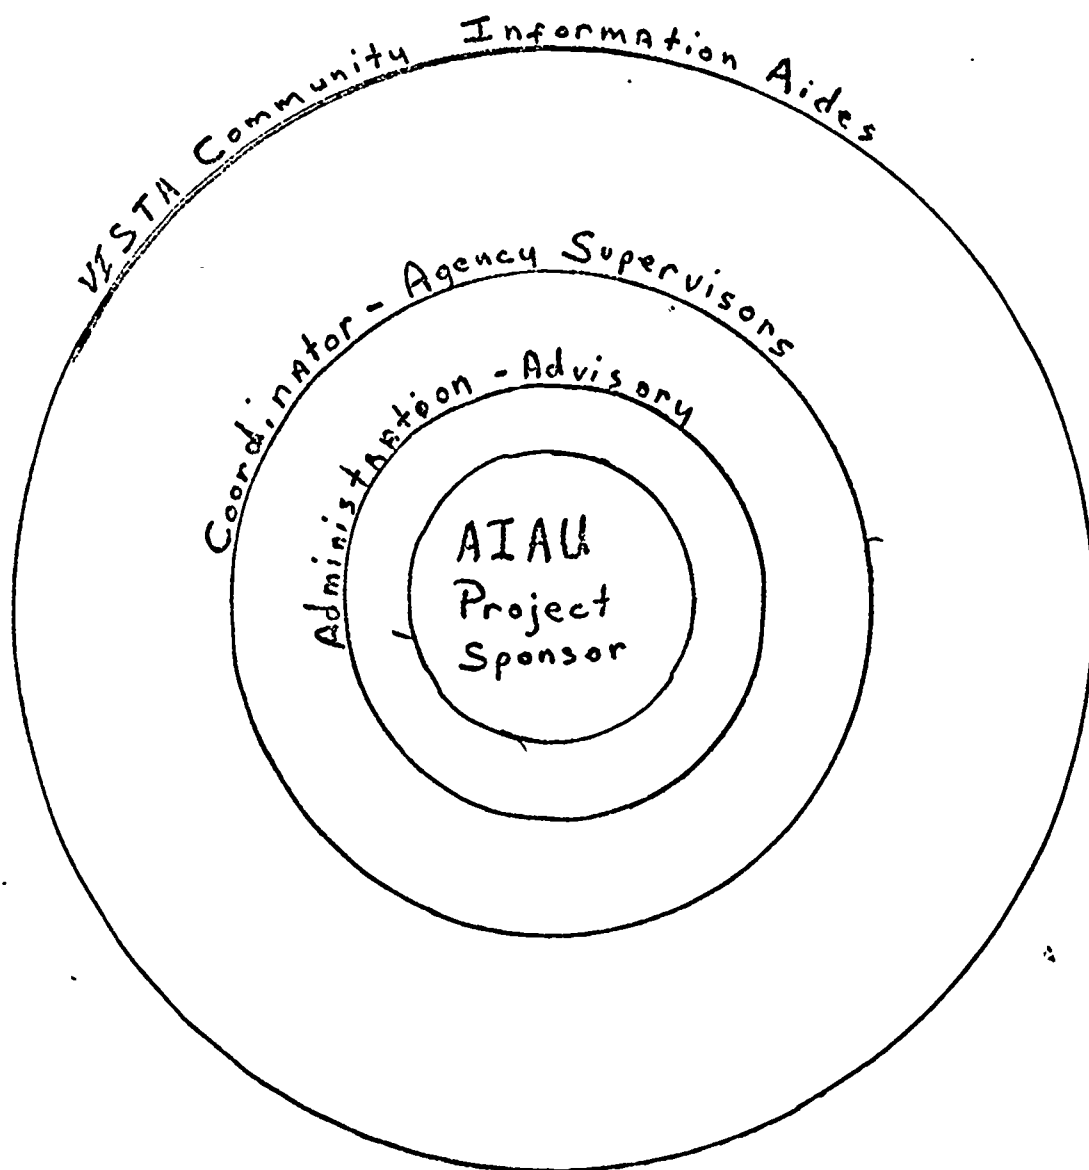 VISTA Community Information Aides
Coordinator - Agency Supervisors
Administration - Advisory
AIAU
Project
Sponsor